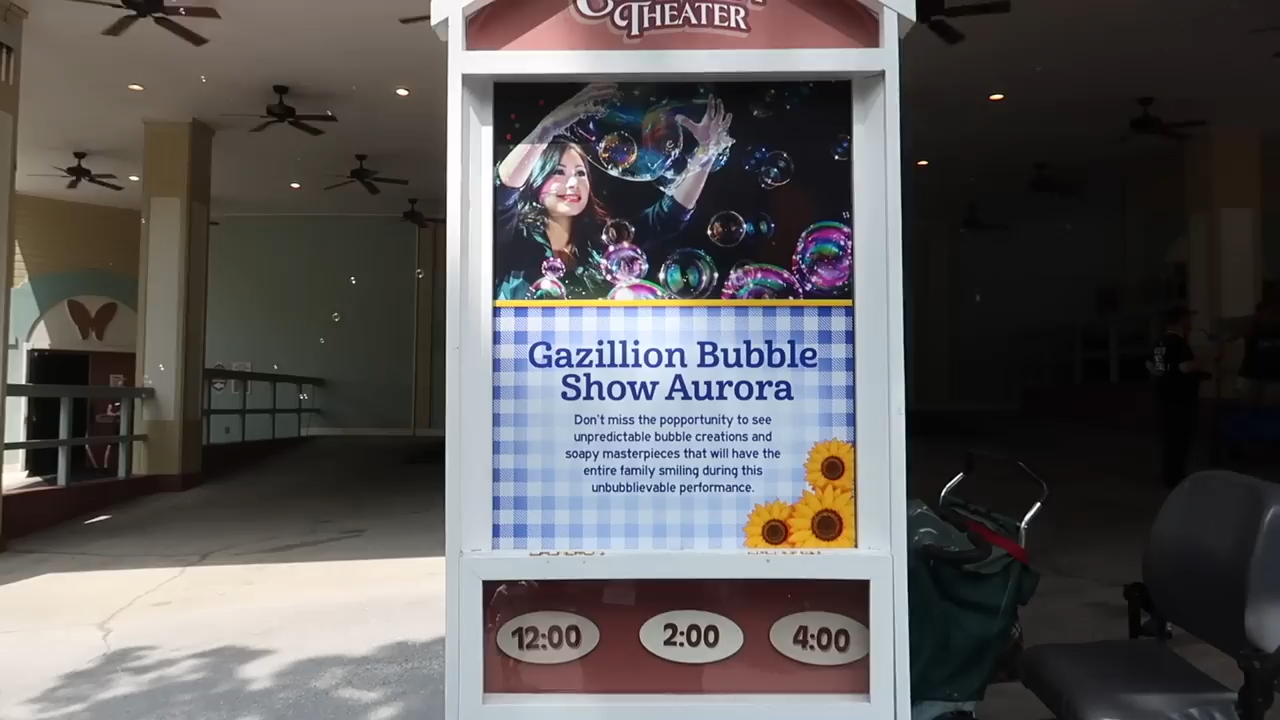 THEATER
Gazillion Bubble
Show Aurora
Don't miss the popportunity to see
unpredictable bubble creations and
soapy masterpieces that will have the
entire family smiling during this
unbubblievable performance.
12:00 2:00 4:00